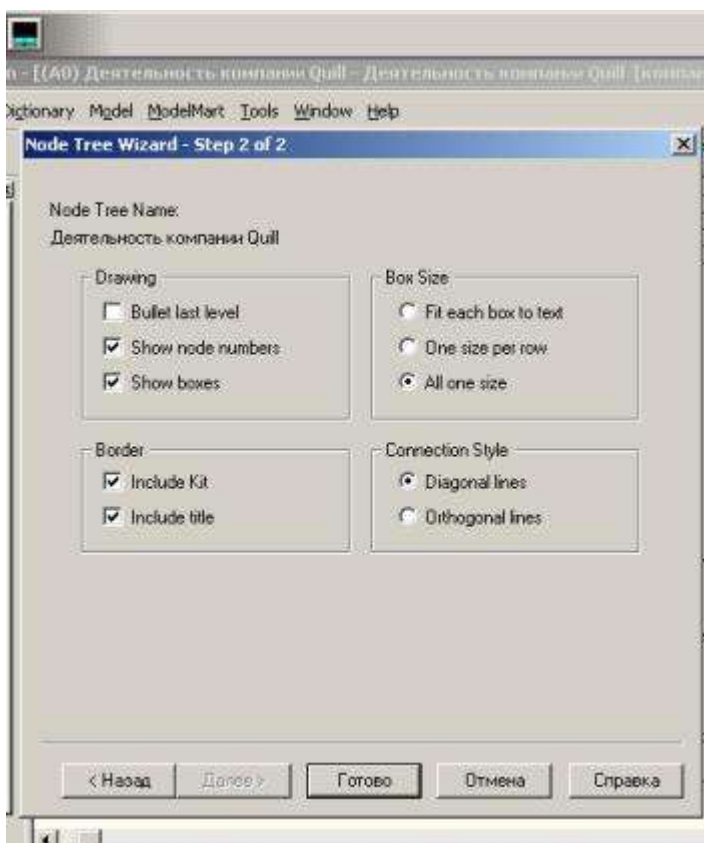 - [(A0) Деятельность компании Quill - Деятельность компании Quill
Dictionary Model ModelMart Tools Window Help
Node Tree Wizard - Step 2 of 2
Node Tree Name:
Деятельность компании Quill
Drawing
Bullet last level
Show node numbers
Show boxes
Box Size
Fit each box to text
One size per row
All one size
Border
Include Kit
Include title
Connection Style
Diagonal lines
Orthogonal lines
< Назад Далее > Готово Отмена Справка